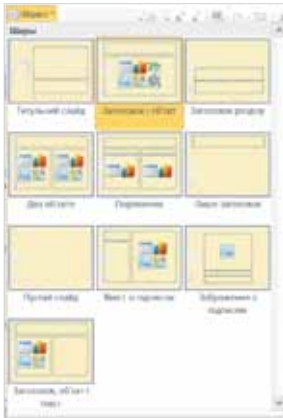 Шари
Титульний слайд
Заголовок і об'єкт
Заголовок розділу
Два об'єкти
Порівняння
Лише заголовок
Пустий слайд
Вміст із підписом
Зображення з
підписом
Заголовок, об'єкт і
текст